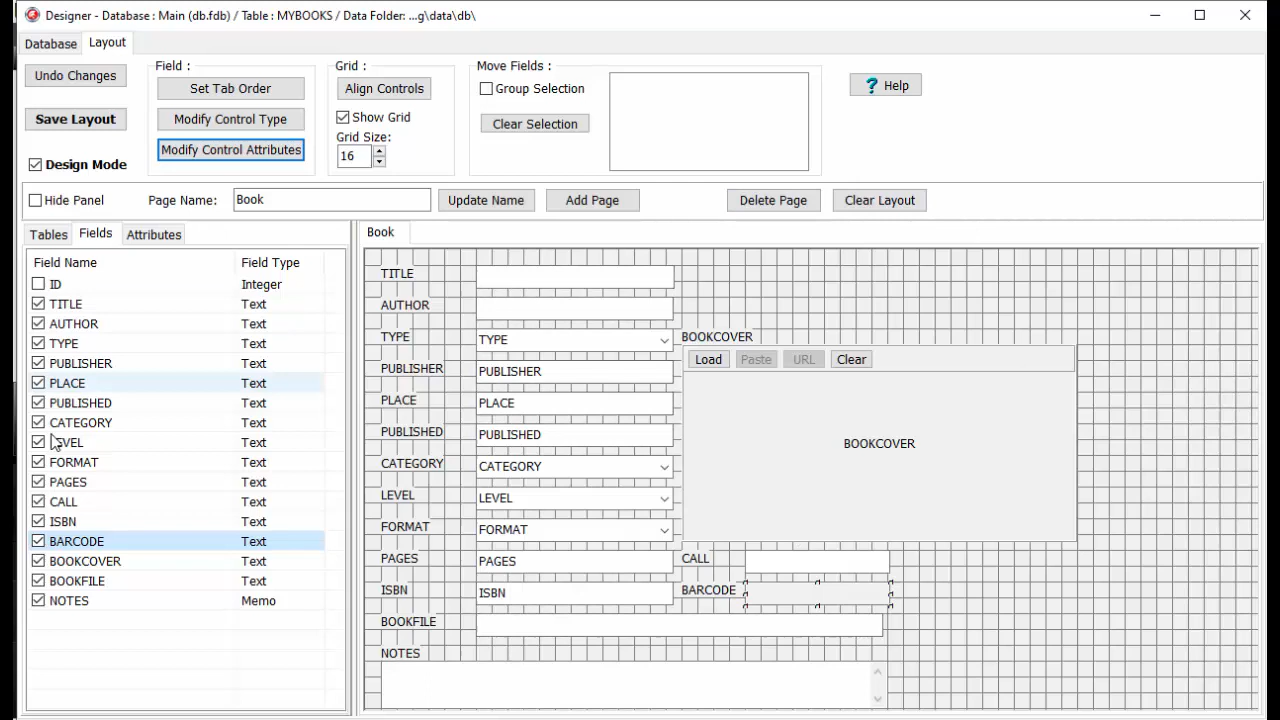 Designer - Database : Main (db.fdb) / Table : MYBOOKS / Data Folder: ...g\data\db\
Database Layout
Undo Changes
Save Layout
Design Mode
Field :
Set Tab Order
Modify Control Type
Modify Control Attributes
Grid :
Align Controls
Show Grid
Grid Size:
16
Move Fields :
Group Selection
Clear Selection
? Help
Hide Panel Page Name: Book Update Name Add Page Delete Page Clear Layout
Tables Fields Attributes
Field Name Field Type
ID Integer
TITLE Text
AUTHOR Text
TYPE Text
PUBLISHER Text
PLACE Text
PUBLISHED Text
CATEGORY Text
LEVEL Text
FORMAT Text
PAGES Text
CALL Text
ISBN Text
BARCODE Text
BOOKCOVER Text
BOOKFILE Text
NOTES Memo
Book
TITLE
AUTHOR
TYPE TYPE BOOKCOVER
PUBLISHER PUBLISHER
PLACE PLACE
PUBLISHED PUBLISHED
CATEGORY CATEGORY
LEVEL LEVEL
FORMAT FORMAT
Load Paste URL Clear
BOOKCOVER
PAGES PAGES CALL
ISBN ISBN BARCODE
BOOKFILE
NOTES